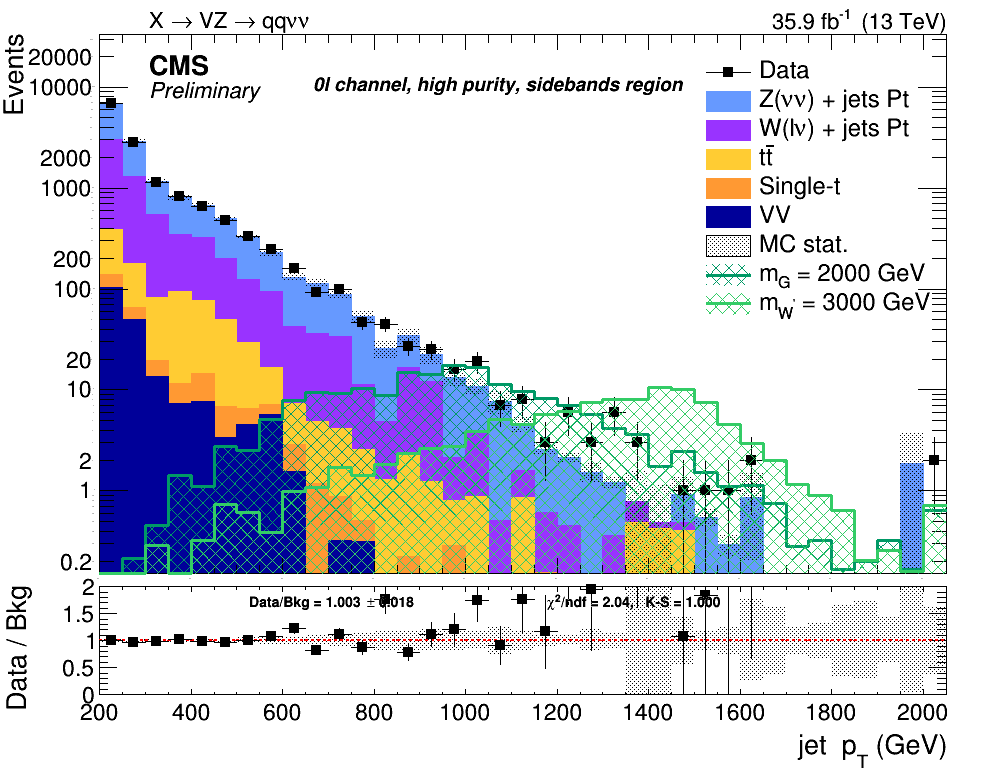 X → VZ → qqνν
35.9 fb⁻¹ (13 TeV)
Events
CMS
Preliminary
0l channel, high purity, sidebands region
Data
Z(νν) + jets Pt
W(lν) + jets Pt
tt̄
Single-t
VV
MC stat.
m_G = 2000 GeV
m_W' = 3000 GeV
20000
10000
2000
1000
200
100
20
10
2
1
0.2
Data / Bkg
2
1.5
1
0.5
0
Data/Bkg = 1.003 ± 0.018
χ²/ndf = 2.04, K-S = 1.000
200 400 600 800 1000 1200 1400 1600 1800 2000
jet p_T (GeV)